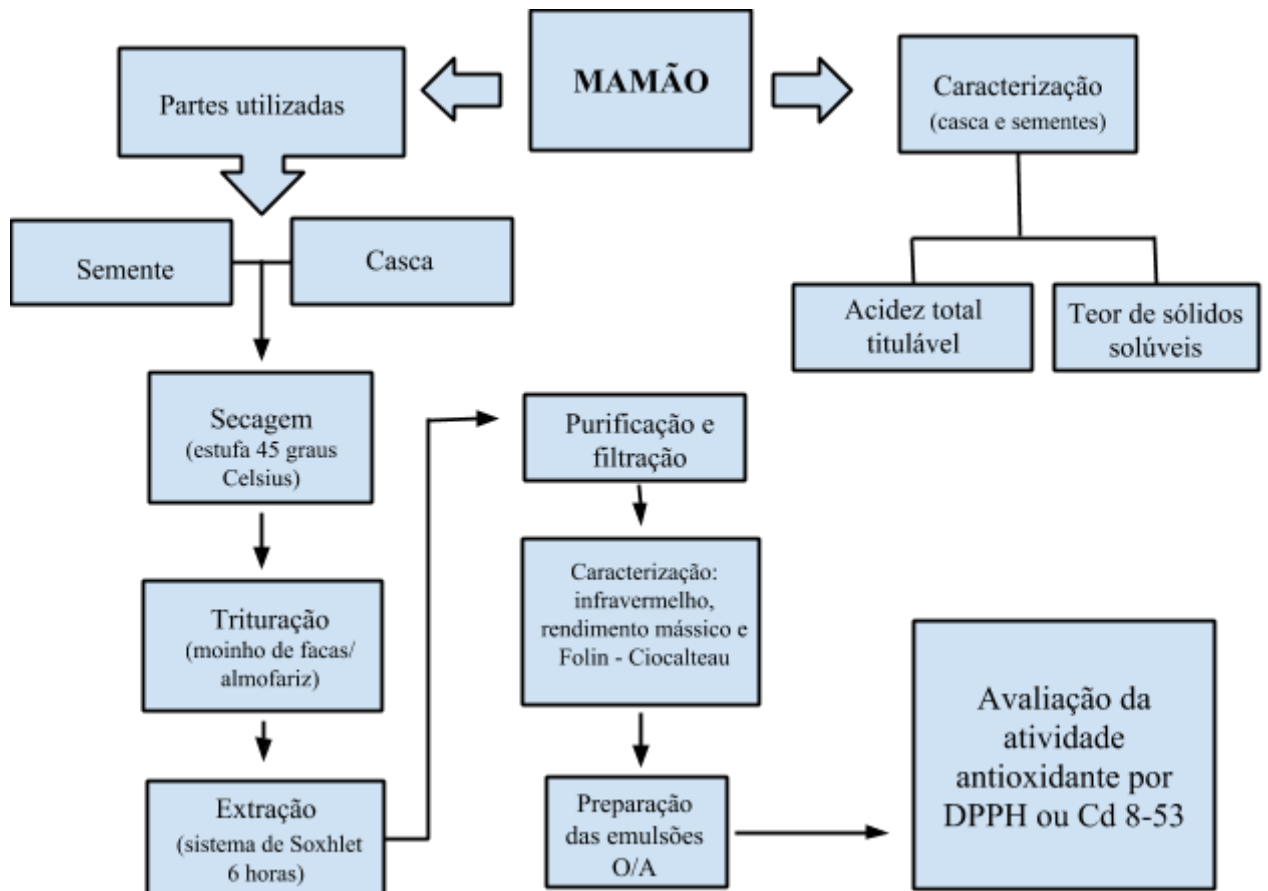 MAMÃO
Partes utilizadas
Caracterização
(casca e sementes)
Semente
Casca
Acidez total
titulável
Teor de sólidos
solúveis
Secagem
(estufa 45 graus
Celsius)
Trituração
(moinho de facas/
almofariz)
Extração
(sistema de Soxhlet
6 horas)
Purificação e
filtração
Caracterização:
infravermelho,
rendimento mássico e
Folin - Ciocalteau
Preparação
das emulsões
O/A
Avaliação da
atividade
antioxidante por
DPPH ou Cd 8-53